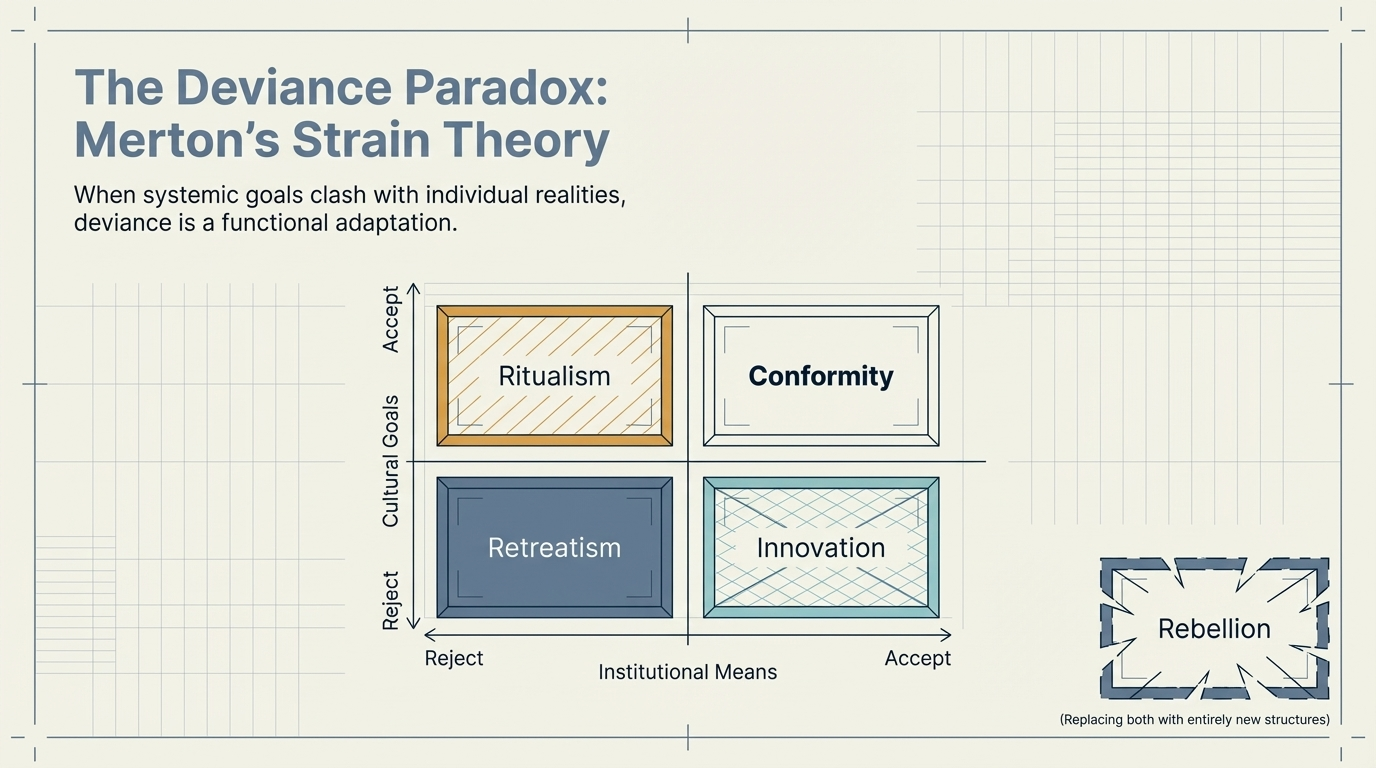 The Deviance Paradox:
Merton’s Strain Theory
When systemic goals clash with individual realities,
deviance is a functional adaptation.
Accept
Cultural Goals
Reject
Ritualism
Conformity
Retreatism
Innovation
Reject
Institutional Means
Accept
Rebellion
(Replacing both with entirely new structures)